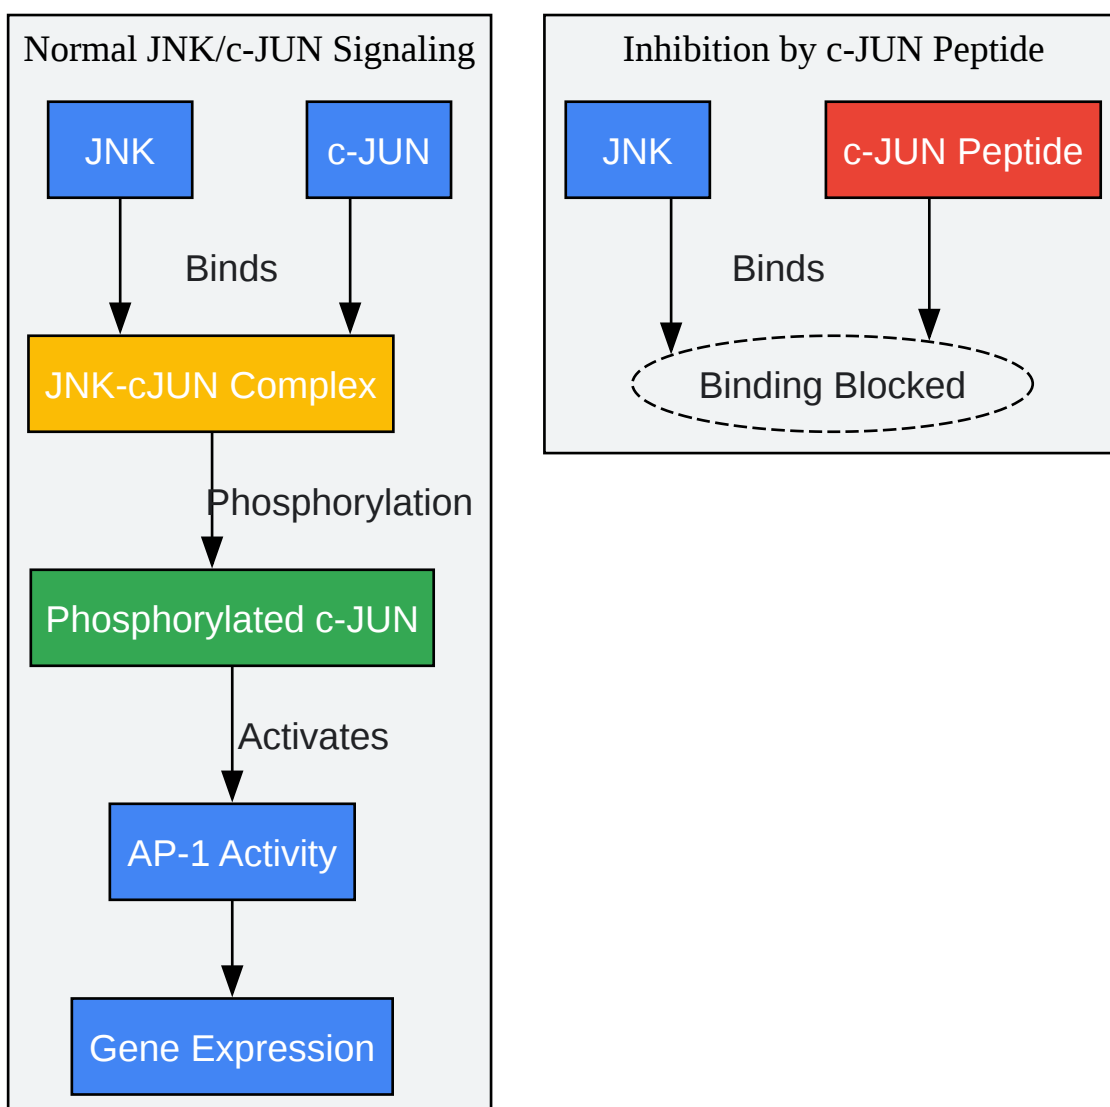 Normal JNK/c-JUN Signaling
JNK
c-JUN
Binds
JNK-cJUN Complex
Phosphorylation
Phosphorylated c-JUN
Activates
AP-1 Activity
Gene Expression
Inhibition by c-JUN Peptide
JNK
c-JUN Peptide
Binds
Binding Blocked